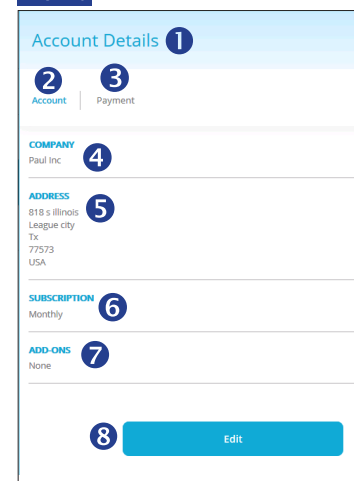 Account Details 1
2 3
Account Payment
COMPANY
Paul Inc 4
ADDRESS
818 s illinois 5
League city
Tx
77573
USA
SUBSCRIPTION
Monthly 6
ADD-ONS 7
None
8 Edit